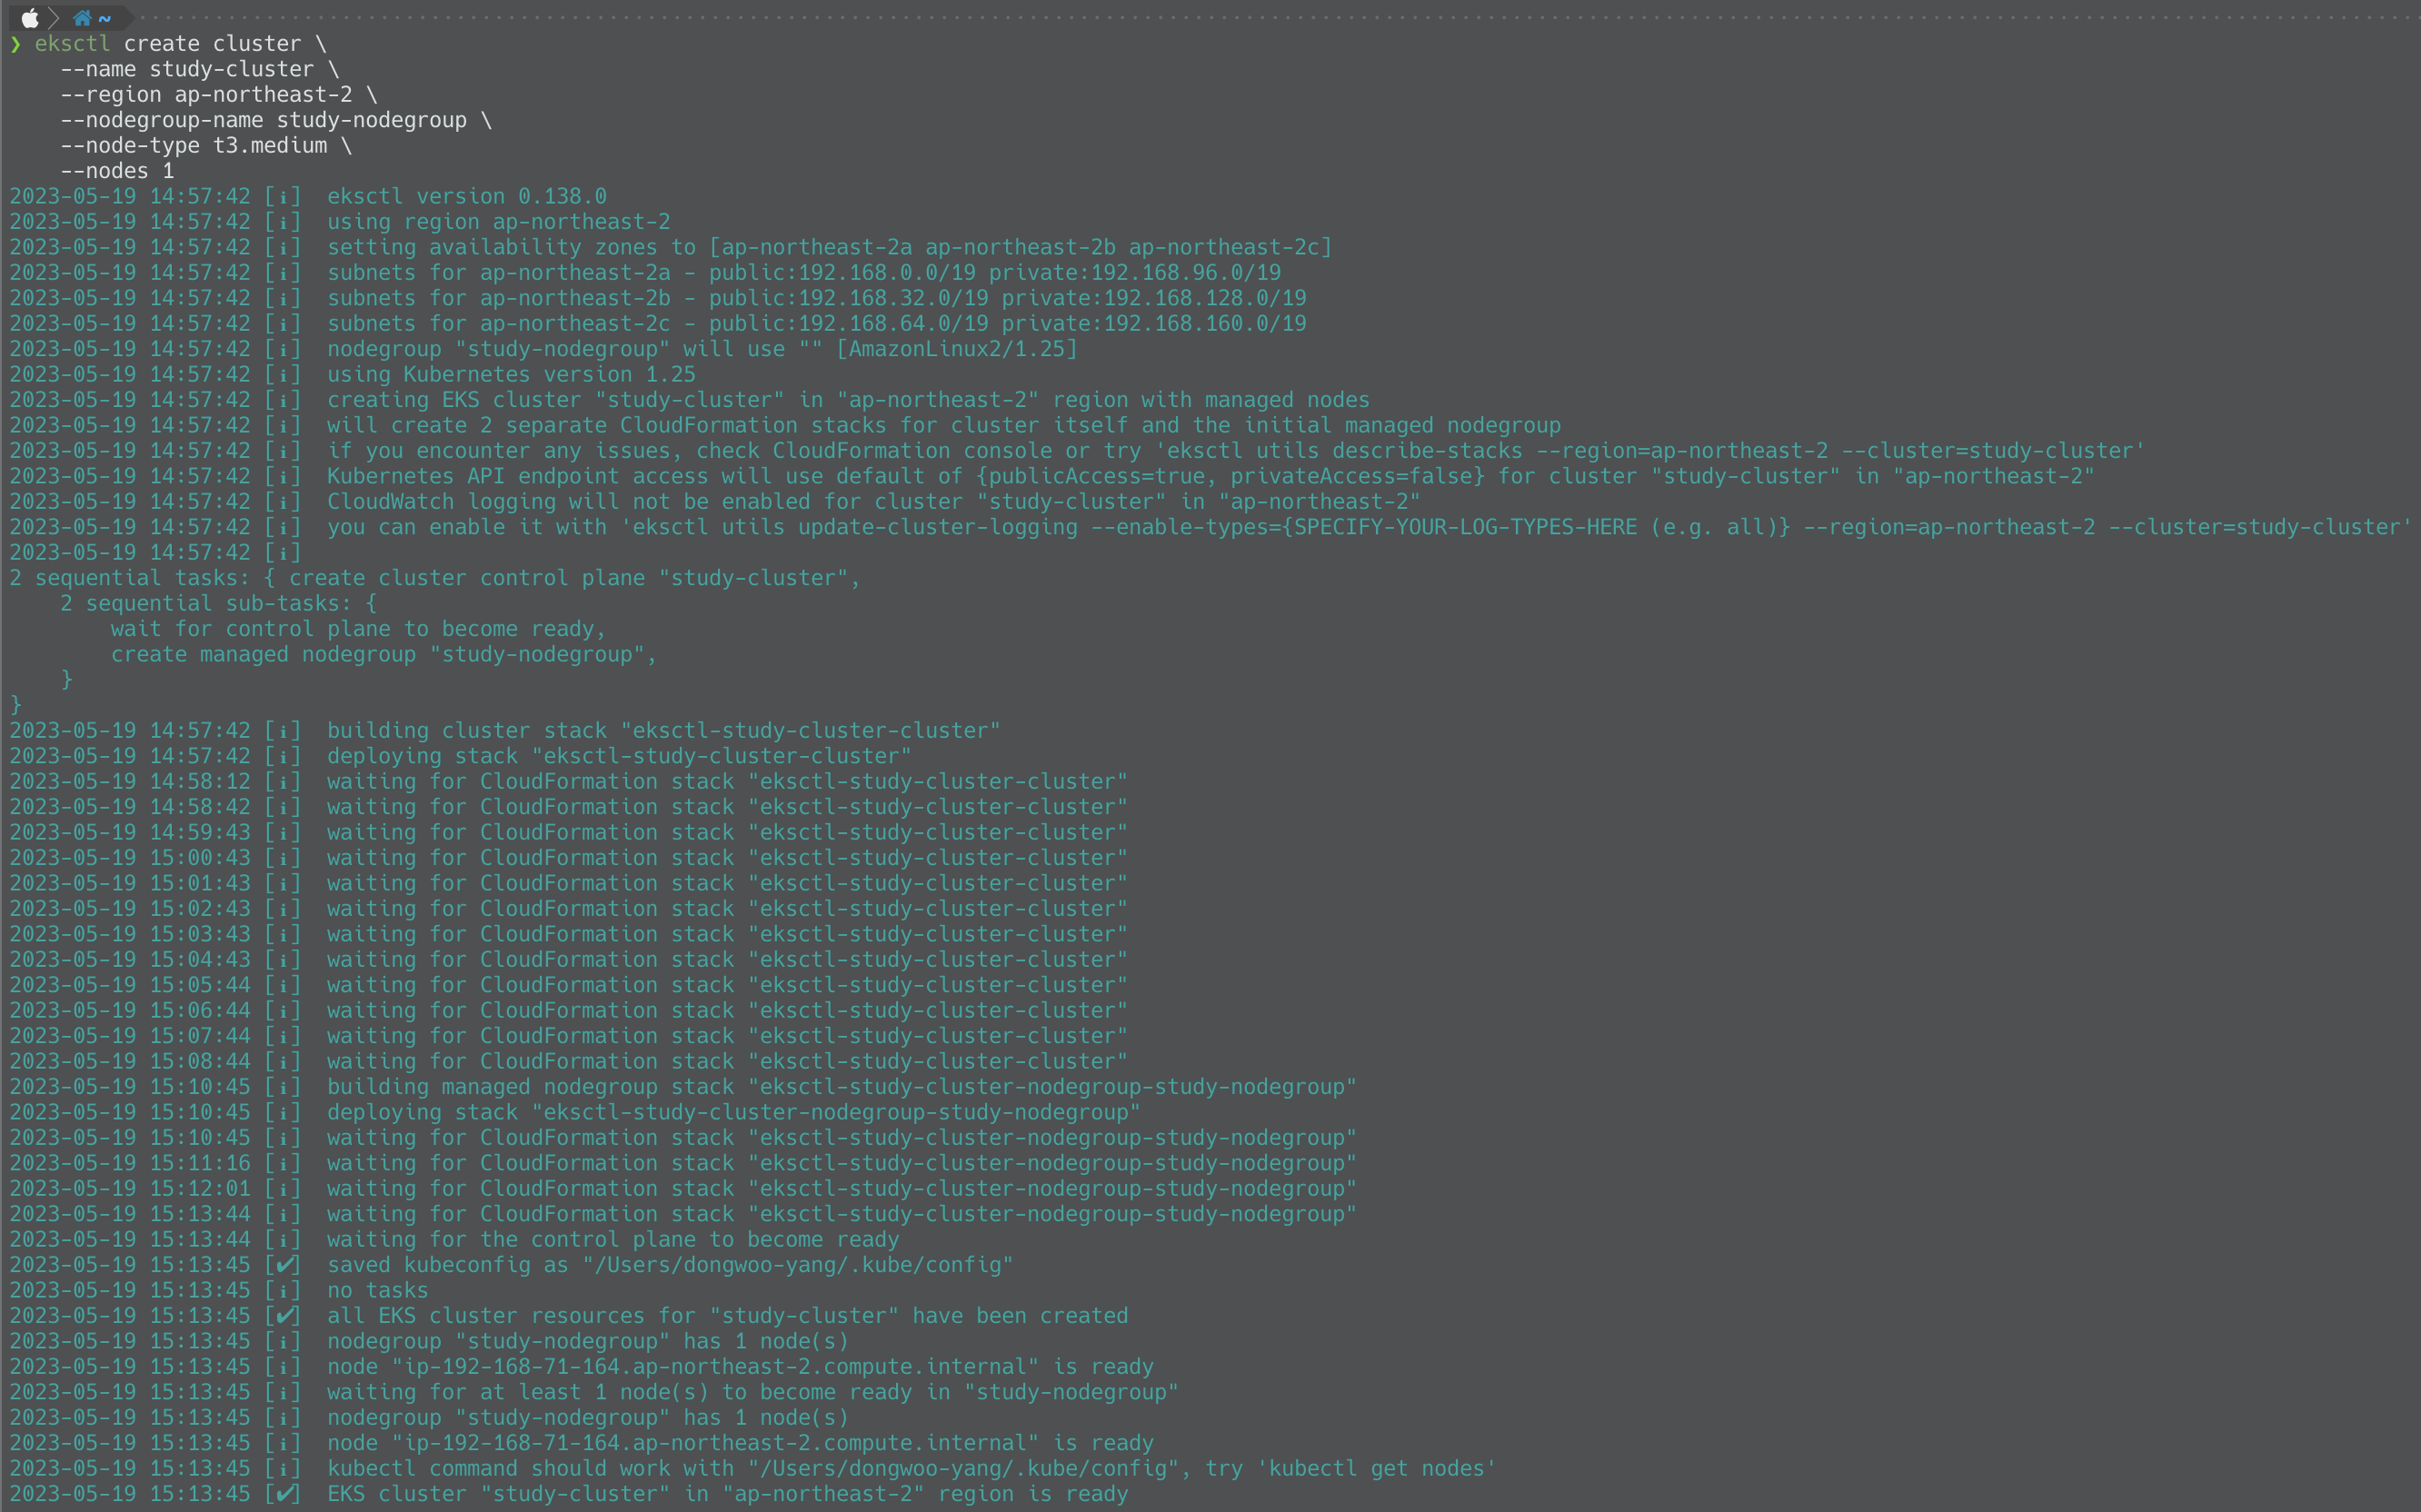 ~
❯ eksctl create cluster \
    --name study-cluster \
    --region ap-northeast-2 \
    --nodegroup-name study-nodegroup \
    --node-type t3.medium \
    --nodes 1
2023-05-19 14:57:42 [ℹ]  eksctl version 0.138.0
2023-05-19 14:57:42 [ℹ]  using region ap-northeast-2
2023-05-19 14:57:42 [ℹ]  setting availability zones to [ap-northeast-2a ap-northeast-2b ap-northeast-2c]
2023-05-19 14:57:42 [ℹ]  subnets for ap-northeast-2a - public:192.168.0.0/19 private:192.168.96.0/19
2023-05-19 14:57:42 [ℹ]  subnets for ap-northeast-2b - public:192.168.32.0/19 private:192.168.128.0/19
2023-05-19 14:57:42 [ℹ]  subnets for ap-northeast-2c - public:192.168.64.0/19 private:192.168.160.0/19
2023-05-19 14:57:42 [ℹ]  nodegroup "study-nodegroup" will use "" [AmazonLinux2/1.25]
2023-05-19 14:57:42 [ℹ]  using Kubernetes version 1.25
2023-05-19 14:57:42 [ℹ]  creating EKS cluster "study-cluster" in "ap-northeast-2" region with managed nodes
2023-05-19 14:57:42 [ℹ]  will create 2 separate CloudFormation stacks for cluster itself and the initial managed nodegroup
2023-05-19 14:57:42 [ℹ]  if you encounter any issues, check CloudFormation console or try 'eksctl utils describe-stacks --region=ap-northeast-2 --cluster=study-cluster'
2023-05-19 14:57:42 [ℹ]  Kubernetes API endpoint access will use default of {publicAccess=true, privateAccess=false} for cluster "study-cluster" in "ap-northeast-2"
2023-05-19 14:57:42 [ℹ]  CloudWatch logging will not be enabled for cluster "study-cluster" in "ap-northeast-2"
2023-05-19 14:57:42 [ℹ]  you can enable it with 'eksctl utils update-cluster-logging --enable-types={SPECIFY-YOUR-LOG-TYPES-HERE (e.g. all)} --region=ap-northeast-2 --cluster=study-cluster'
2023-05-19 14:57:42 [ℹ]
2 sequential tasks: { create cluster control plane "study-cluster",
    2 sequential sub-tasks: {
        wait for control plane to become ready,
        create managed nodegroup "study-nodegroup",
    }
}
2023-05-19 14:57:42 [ℹ]  building cluster stack "eksctl-study-cluster-cluster"
2023-05-19 14:57:42 [ℹ]  deploying stack "eksctl-study-cluster-cluster"
2023-05-19 14:58:12 [ℹ]  waiting for CloudFormation stack "eksctl-study-cluster-cluster"
2023-05-19 14:58:42 [ℹ]  waiting for CloudFormation stack "eksctl-study-cluster-cluster"
2023-05-19 14:59:43 [ℹ]  waiting for CloudFormation stack "eksctl-study-cluster-cluster"
2023-05-19 15:00:43 [ℹ]  waiting for CloudFormation stack "eksctl-study-cluster-cluster"
2023-05-19 15:01:43 [ℹ]  waiting for CloudFormation stack "eksctl-study-cluster-cluster"
2023-05-19 15:02:43 [ℹ]  waiting for CloudFormation stack "eksctl-study-cluster-cluster"
2023-05-19 15:03:43 [ℹ]  waiting for CloudFormation stack "eksctl-study-cluster-cluster"
2023-05-19 15:04:43 [ℹ]  waiting for CloudFormation stack "eksctl-study-cluster-cluster"
2023-05-19 15:05:44 [ℹ]  waiting for CloudFormation stack "eksctl-study-cluster-cluster"
2023-05-19 15:06:44 [ℹ]  waiting for CloudFormation stack "eksctl-study-cluster-cluster"
2023-05-19 15:07:44 [ℹ]  waiting for CloudFormation stack "eksctl-study-cluster-cluster"
2023-05-19 15:08:44 [ℹ]  waiting for CloudFormation stack "eksctl-study-cluster-cluster"
2023-05-19 15:10:45 [ℹ]  building managed nodegroup stack "eksctl-study-cluster-nodegroup-study-nodegroup"
2023-05-19 15:10:45 [ℹ]  deploying stack "eksctl-study-cluster-nodegroup-study-nodegroup"
2023-05-19 15:10:45 [ℹ]  waiting for CloudFormation stack "eksctl-study-cluster-nodegroup-study-nodegroup"
2023-05-19 15:11:16 [ℹ]  waiting for CloudFormation stack "eksctl-study-cluster-nodegroup-study-nodegroup"
2023-05-19 15:12:01 [ℹ]  waiting for CloudFormation stack "eksctl-study-cluster-nodegroup-study-nodegroup"
2023-05-19 15:13:44 [ℹ]  waiting for CloudFormation stack "eksctl-study-cluster-nodegroup-study-nodegroup"
2023-05-19 15:13:44 [ℹ]  waiting for the control plane to become ready
2023-05-19 15:13:45 [✔]  saved kubeconfig as "/Users/dongwoo-yang/.kube/config"
2023-05-19 15:13:45 [ℹ]  no tasks
2023-05-19 15:13:45 [✔]  all EKS cluster resources for "study-cluster" have been created
2023-05-19 15:13:45 [ℹ]  nodegroup "study-nodegroup" has 1 node(s)
2023-05-19 15:13:45 [ℹ]  node "ip-192-168-71-164.ap-northeast-2.compute.internal" is ready
2023-05-19 15:13:45 [ℹ]  waiting for at least 1 node(s) to become ready in "study-nodegroup"
2023-05-19 15:13:45 [ℹ]  nodegroup "study-nodegroup" has 1 node(s)
2023-05-19 15:13:45 [ℹ]  node "ip-192-168-71-164.ap-northeast-2.compute.internal" is ready
2023-05-19 15:13:45 [ℹ]  kubectl command should work with "/Users/dongwoo-yang/.kube/config", try 'kubectl get nodes'
2023-05-19 15:13:45 [✔]  EKS cluster "study-cluster" in "ap-northeast-2" region is ready